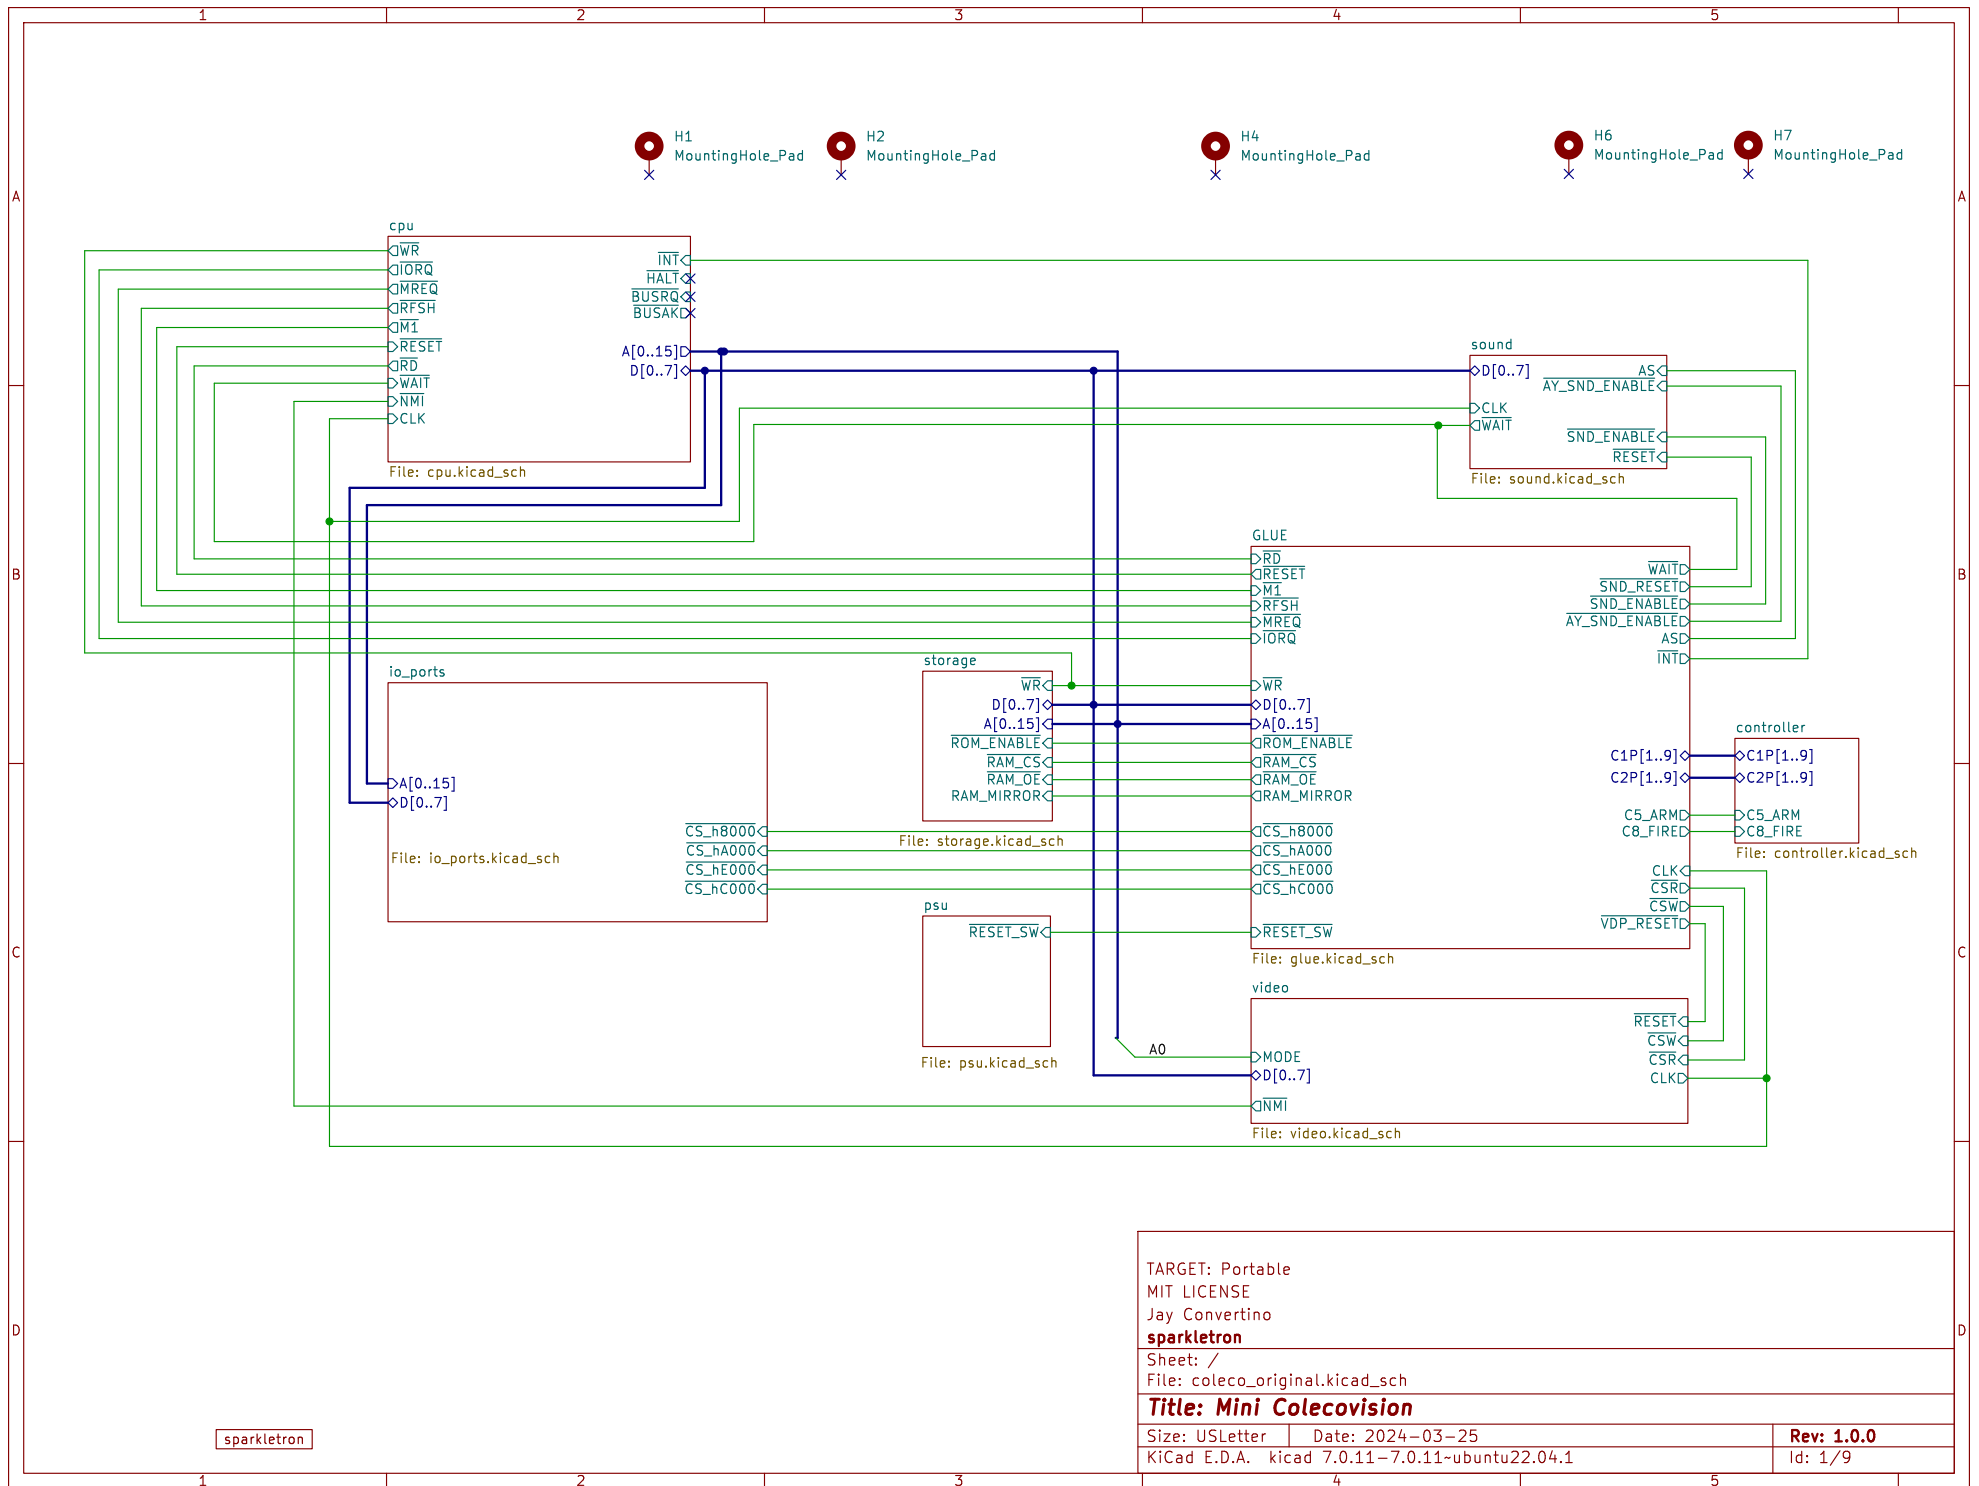 1 2 3 4 5
H1
MountingHole_Pad
H2
MountingHole_Pad
H4
MountingHole_Pad
H6
MountingHole_Pad
H7
MountingHole_Pad
A
A
cpu
WR
IORQ
MREQ
RFSH
M1
RESET
RD
WAIT
NMI
CLK
INT
HALT
BUSRQ
BUSAK
A[0..15]
D[0..7]
File: cpu.kicad_sch
sound
D[0..7]
CLK
WAIT
AS
AY_SND_ENABLE
SND_ENABLE
RESET
File: sound.kicad_sch
B
B
GLUE
RD
RESET
M1
RFSH
MREQ
IORQ
WR
D[0..7]
A[0..15]
ROM_ENABLE
RAM_CS
RAM_OE
RAM_MIRROR
CS_h8000
CS_hA000
CS_hE000
CS_hC000
RESET_SW
WAIT
SND_RESET
SND_ENABLE
AY_SND_ENABLE
AS
INT
C1P[1..9]
C2P[1..9]
C5_ARM
C8_FIRE
CLK
CSR
CSW
VDP_RESET
File: glue.kicad_sch
io_ports
A[0..15]
D[0..7]
CS_h8000
CS_hA000
CS_hE000
CS_hC000
File: io_ports.kicad_sch
storage
WR
D[0..7]
A[0..15]
ROM_ENABLE
RAM_CS
RAM_OE
RAM_MIRROR
File: storage.kicad_sch
controller
C1P[1..9]
C2P[1..9]
C5_ARM
C8_FIRE
File: controller.kicad_sch
C
C
psu
RESET_SW
File: psu.kicad_sch
video
A0
MODE
D[0..7]
NMI
RESET
CSW
CSR
CLK
File: video.kicad_sch
D
D
TARGET: Portable
MIT LICENSE
Jay Convertino
sparkletron
Sheet: /
File: coleco_original.kicad_sch
Title: Mini Colecovision
Size: USLetter Date: 2024-03-25 Rev: 1.0.0
KiCad E.D.A. kicad 7.0.11-7.0.11~ubuntu22.04.1 Id: 1/9
sparkletron
1 2 3 4 5